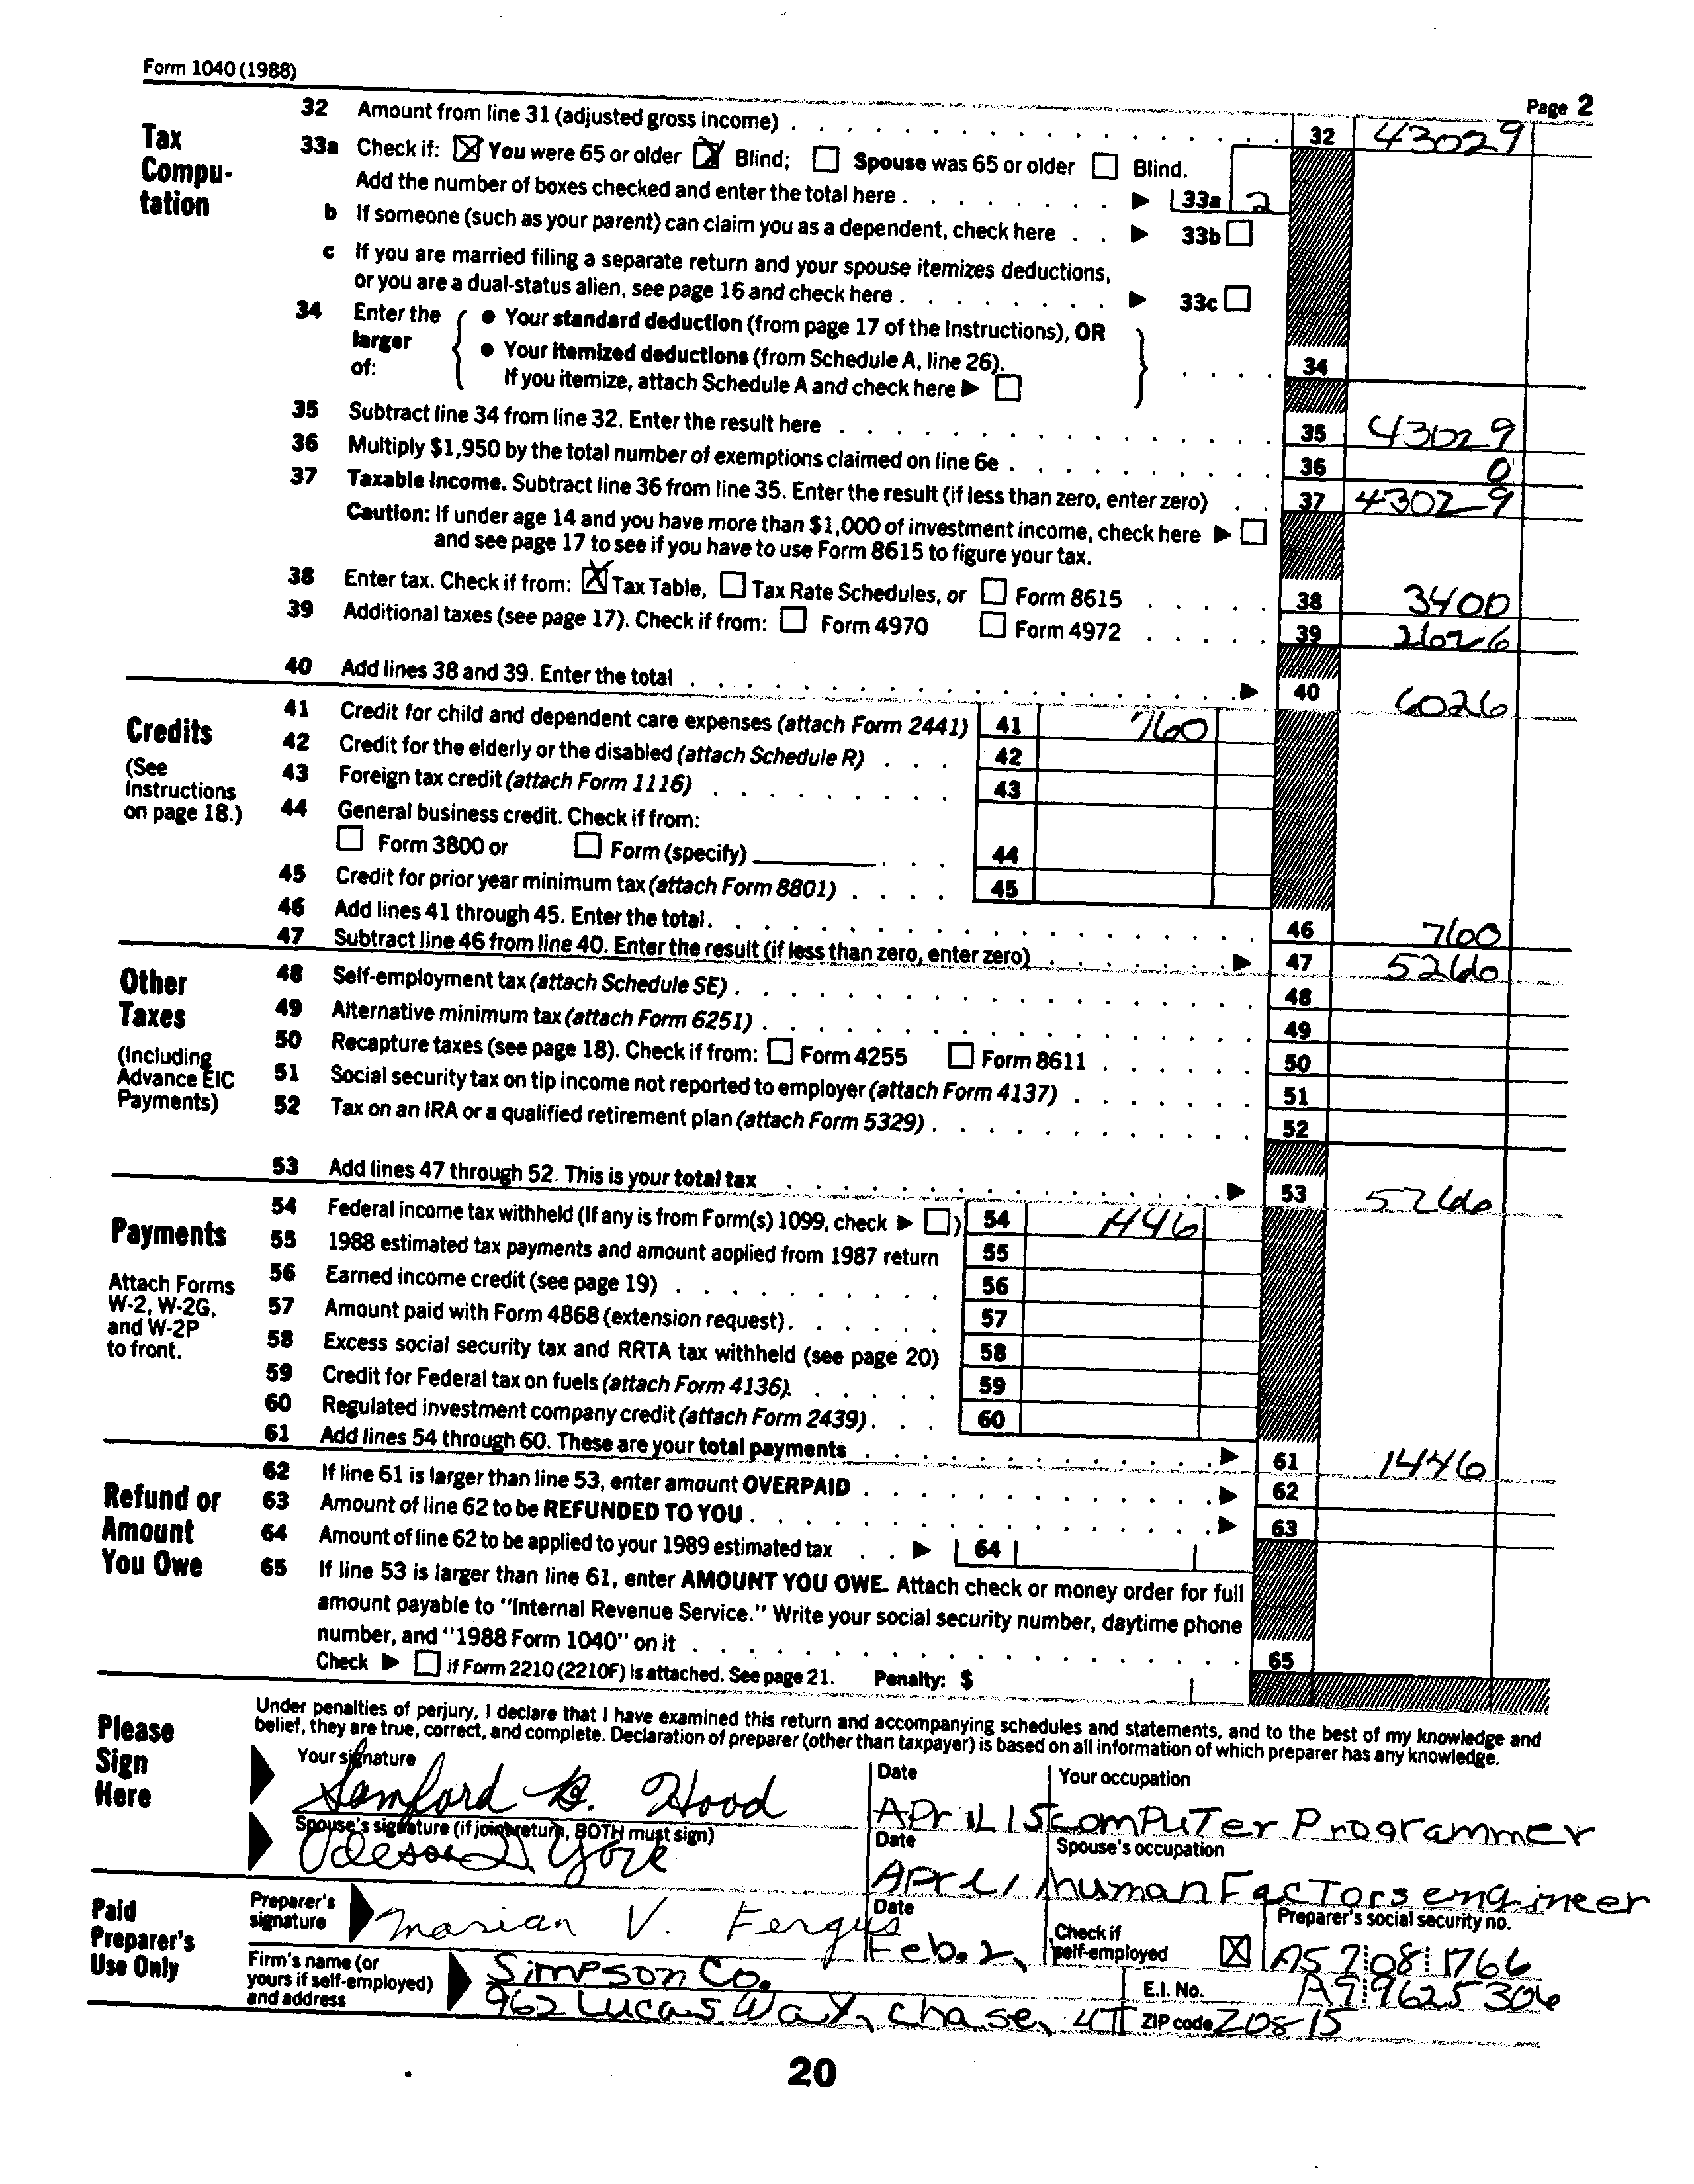 Form 1040 (1988)
Page 2
Tax Compu-tation
32 Amount from line 31 (adjusted gross income) 32 43029
33a Check if: ☒ You were 65 or older ☒ Blind; ☐ Spouse was 65 or older ☐ Blind.
Add the number of boxes checked and enter the total here ▶ 33a 2
b If someone (such as your parent) can claim you as a dependent, check here ▶ 33b ☐
c If you are married filing a separate return and your spouse itemizes deductions,
or you are a dual-status alien, see page 16 and check here ▶ 33c ☐
34 Enter the larger of:
● Your standard deduction (from page 17 of the Instructions), OR
● Your itemized deductions (from Schedule A, line 26).
If you itemize, attach Schedule A and check here ▶ ☐ 34
35 Subtract line 34 from line 32. Enter the result here 35 43029
36 Multiply $1,950 by the total number of exemptions claimed on line 6e 36 0
37 Taxable income. Subtract line 36 from line 35. Enter the result (if less than zero, enter zero) 37 43029
Caution: If under age 14 and you have more than $1,000 of investment income, check here ▶ ☐
and see page 17 to see if you have to use Form 8615 to figure your tax.
38 Enter tax. Check if from: ☒ Tax Table, ☐ Tax Rate Schedules, or ☐ Form 8615 38 3400
39 Additional taxes (see page 17). Check if from: ☐ Form 4970 ☐ Form 4972 39 2626
40 Add lines 38 and 39. Enter the total ▶ 40 6026
Credits
(See Instructions on page 18.)
41 Credit for child and dependent care expenses (attach Form 2441) 41 760
42 Credit for the elderly or the disabled (attach Schedule R) 42
43 Foreign tax credit (attach Form 1116) 43
44 General business credit. Check if from:
☐ Form 3800 or ☐ Form (specify) 44
45 Credit for prior year minimum tax (attach Form 8801) 45
46 Add lines 41 through 45. Enter the total. 46 760
47 Subtract line 46 from line 40. Enter the result (if less than zero, enter zero) ▶ 47 5266
Other Taxes
(Including Advance EIC Payments)
48 Self-employment tax (attach Schedule SE) 48
49 Alternative minimum tax (attach Form 6251) 49
50 Recapture taxes (see page 18). Check if from: ☐ Form 4255 ☐ Form 8611 50
51 Social security tax on tip income not reported to employer (attach Form 4137) 51
52 Tax on an IRA or a qualified retirement plan (attach Form 5329) 52
53 Add lines 47 through 52. This is your total tax ▶ 53 5266
Payments
Attach Forms W-2, W-2G, and W-2P to front.
54 Federal income tax withheld (If any is from Form(s) 1099, check ▶ ☐) 54 1446
55 1988 estimated tax payments and amount applied from 1987 return 55
56 Earned income credit (see page 19) 56
57 Amount paid with Form 4868 (extension request) 57
58 Excess social security tax and RRTA tax withheld (see page 20) 58
59 Credit for Federal tax on fuels (attach Form 4136). 59
60 Regulated investment company credit (attach Form 2439) 60
61 Add lines 54 through 60. These are your total payments ▶ 61 1446
Refund or Amount You Owe
62 If line 61 is larger than line 53, enter amount OVERPAID ▶ 62
63 Amount of line 62 to be REFUNDED TO YOU ▶ 63
64 Amount of line 62 to be applied to your 1989 estimated tax ▶ 64
65 If line 53 is larger than line 61, enter AMOUNT YOU OWE. Attach check or money order for full
amount payable to "Internal Revenue Service." Write your social security number, daytime phone
number, and "1988 Form 1040" on it 65
Check ▶ ☐ if Form 2210 (2210F) is attached. See page 21. Penalty: $
Please Sign Here
Under penalties of perjury, I declare that I have examined this return and accompanying schedules and statements, and to the best of my knowledge and
belief, they are true, correct, and complete. Declaration of preparer (other than taxpayer) is based on all information of which preparer has any knowledge.
Your signature Date Your occupation
Samford B. Hood APrIL 15 comPuTer Programmer
Spouse's signature (if joint return, BOTH must sign) Date Spouse's occupation
Odessa D. York human FacTors engineer
Paid Preparer's Use Only
Preparer's signature Date Check if self-employed ☒ Preparer's social security no.
Marian V. Fergus Feb. 2, A57 08 1766
Firm's name (or yours if self-employed) and address
Simpson Co. E.I. No. A9 9625306
962 Lucas Way, Chase, ZIP code 20815
20